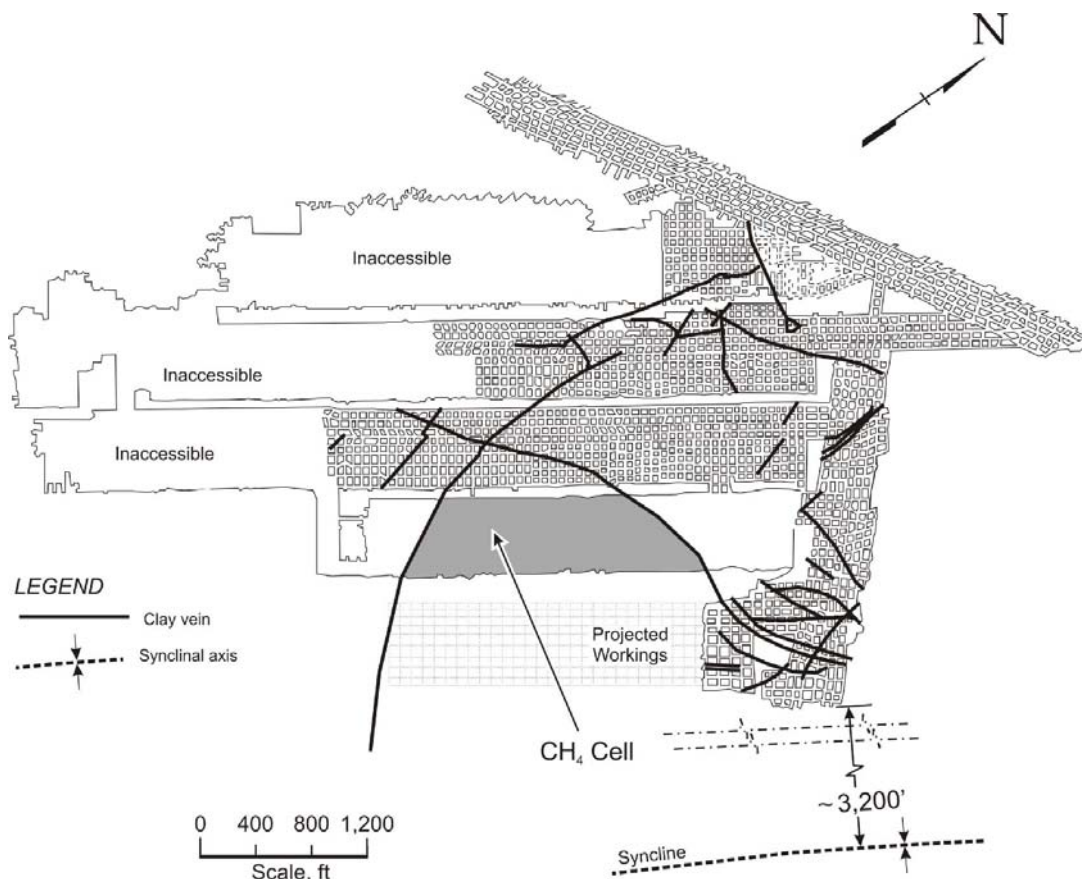 N
Inaccessible
Inaccessible
Inaccessible
LEGEND
Clay vein
Synclinal axis
Projected
Workings
CH₄ Cell
~3,200'
0 400 800 1,200
Scale, ft
Syncline